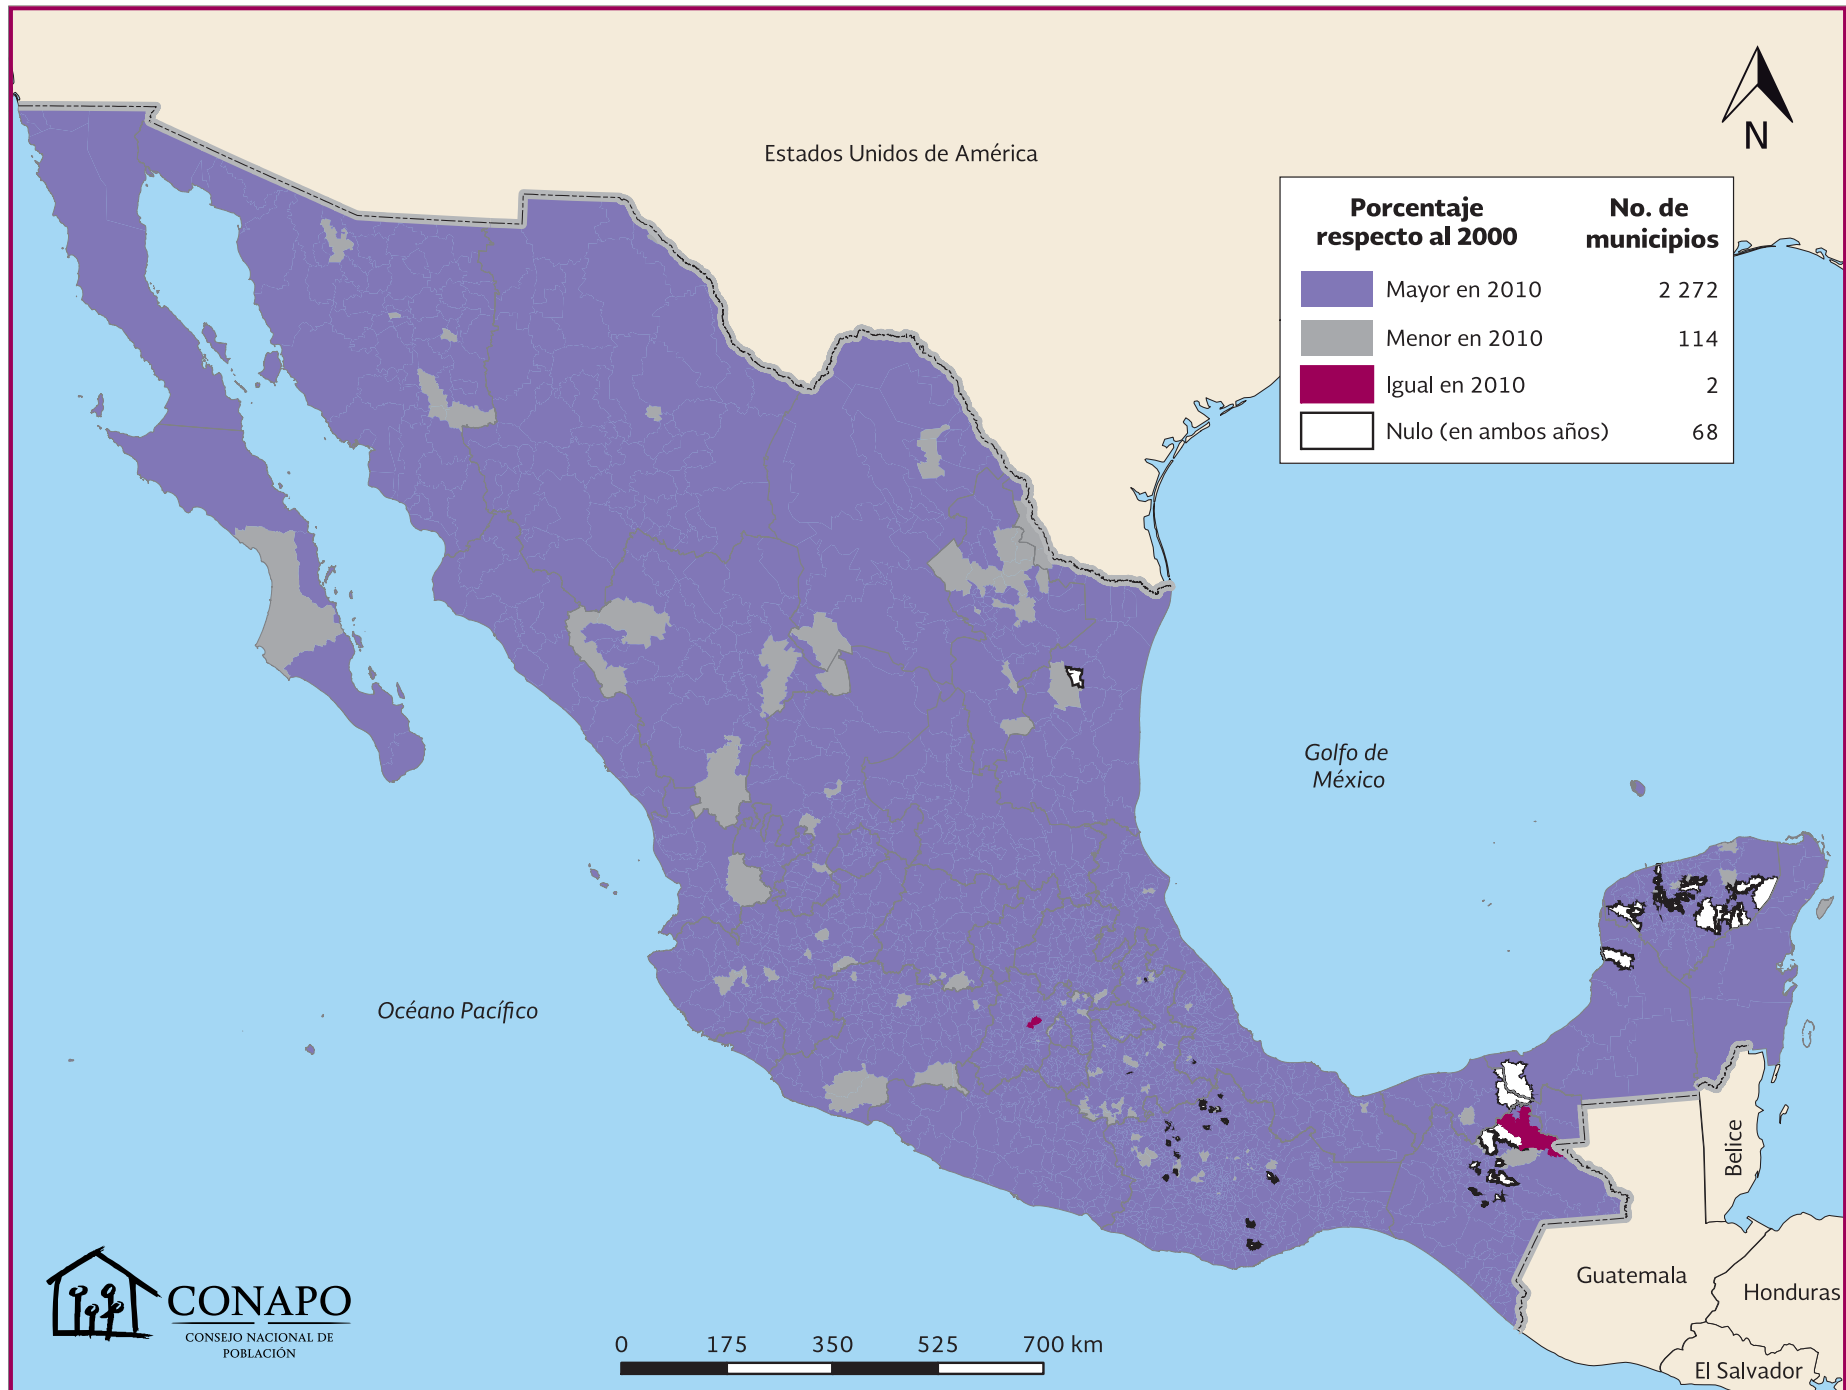 Estados Unidos de América
N
Porcentaje
respecto al 2000
No. de
municipios
Mayor en 2010 2 272
Menor en 2010 114
Igual en 2010 2
Nulo (en ambos años) 68
Golfo de
México
Océano Pacífico
Belice
Guatemala
Honduras
El Salvador
CONAPO
CONSEJO NACIONAL DE
POBLACIÓN
0 175 350 525 700 km